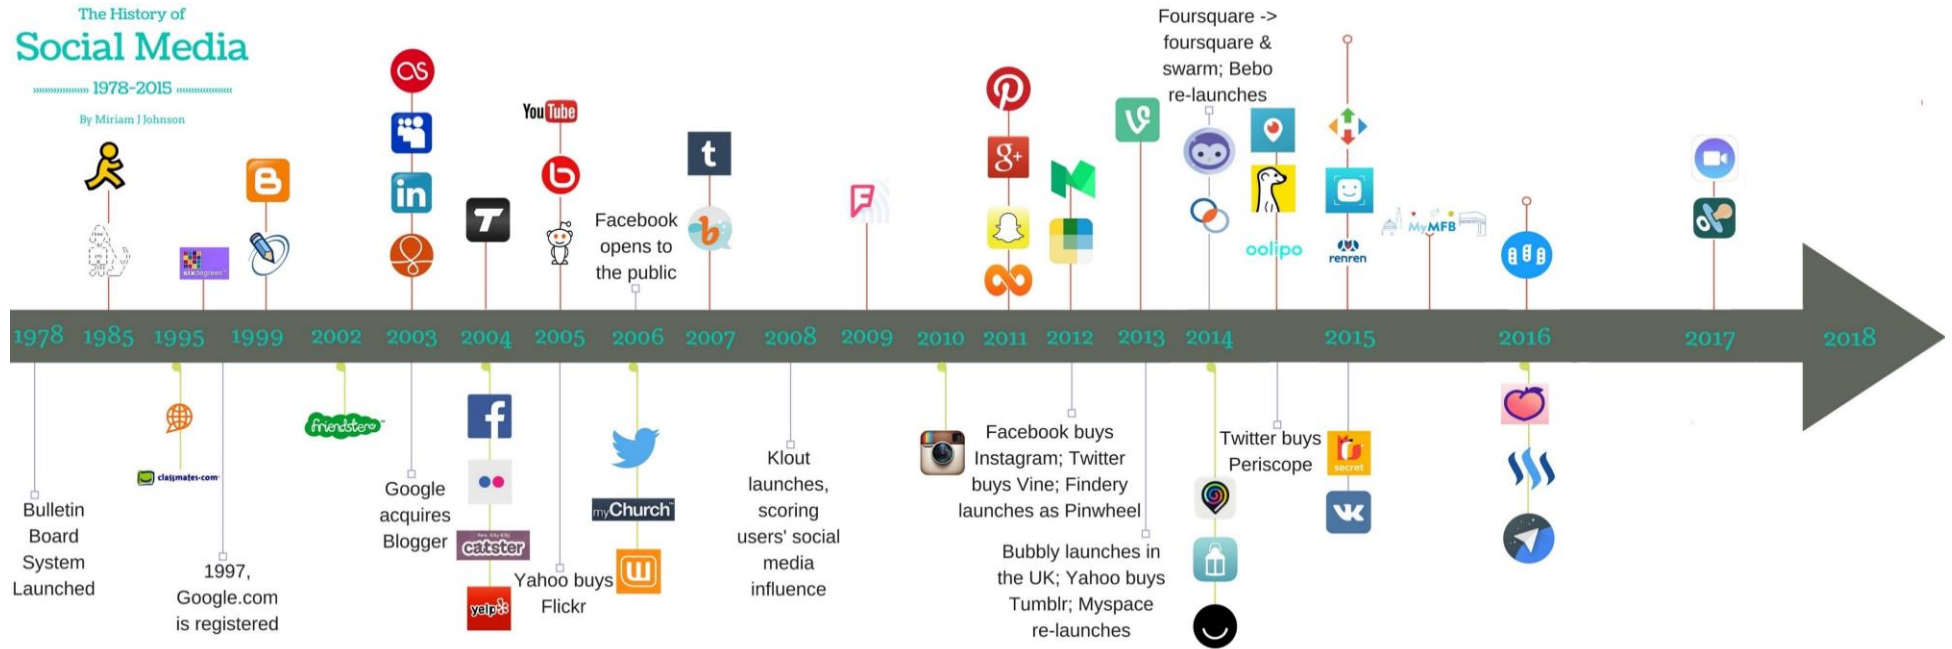 The History of
Social Media
1978-2015
By Miriam J Johnson
Foursquare ->
foursquare &
swarm; Bebo
re-launches
You Tube
Facebook
opens to
the public
sixdegrees
g+
in
t
T
oolipo
renren
MyMFB
1978 1985 1995 1999 2002 2003 2004 2005 2006 2007 2008 2009 2010 2011 2012 2013 2014 2015 2016 2017 2018
friendster
classmates·com
Bulletin
Board
System
Launched
1997,
Google.com
is registered
Google
acquires
Blogger
f
catster
yelp
Yahoo buys
Flickr
myChurch
Klout
launches,
scoring
users' social
media
influence
Facebook buys
Instagram; Twitter
buys Vine; Findery
launches as Pinwheel
Bubbly launches in
the UK; Yahoo buys
Tumblr; Myspace
re-launches
Twitter buys
Periscope
secret